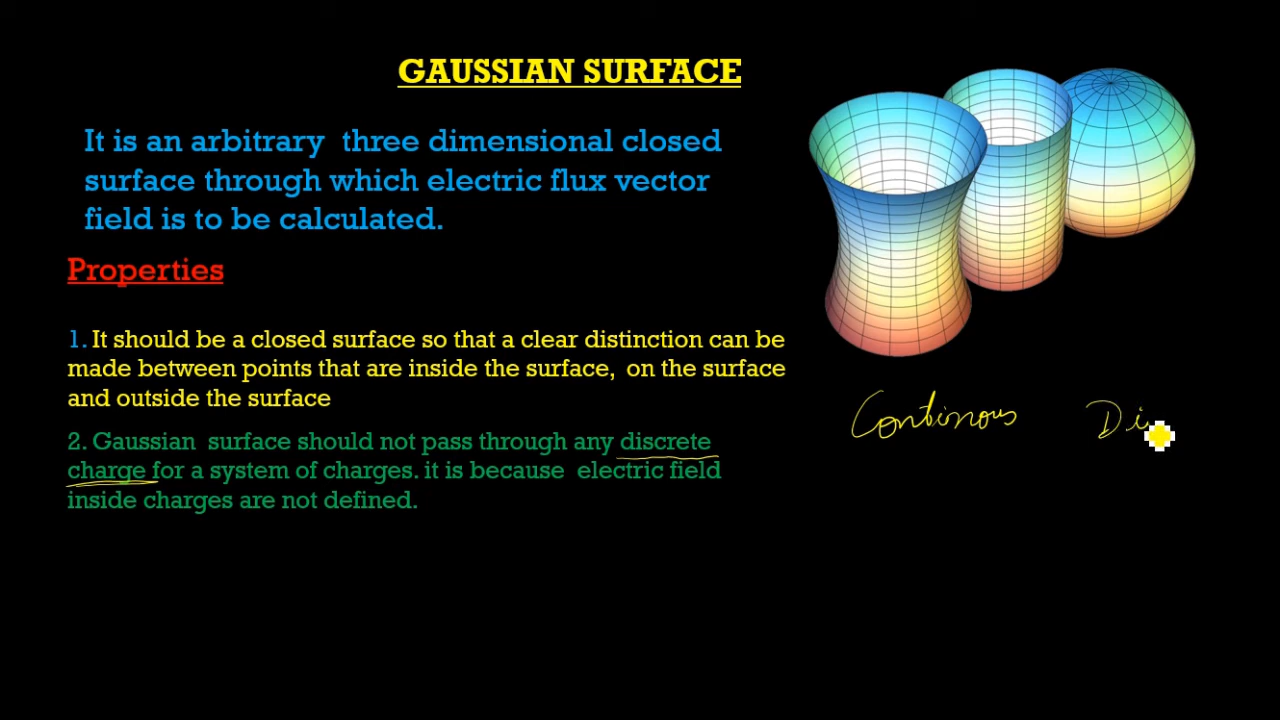 GAUSSIAN SURFACE
It is an arbitrary three dimensional closed
surface through which electric flux vector
field is to be calculated.
Properties
1. It should be a closed surface so that a clear distinction can be
made between points that are inside the surface, on the surface
and outside the surface
2. Gaussian surface should not pass through any discrete
charge for a system of charges. it is because electric field
inside charges are not defined.
Continous Dis